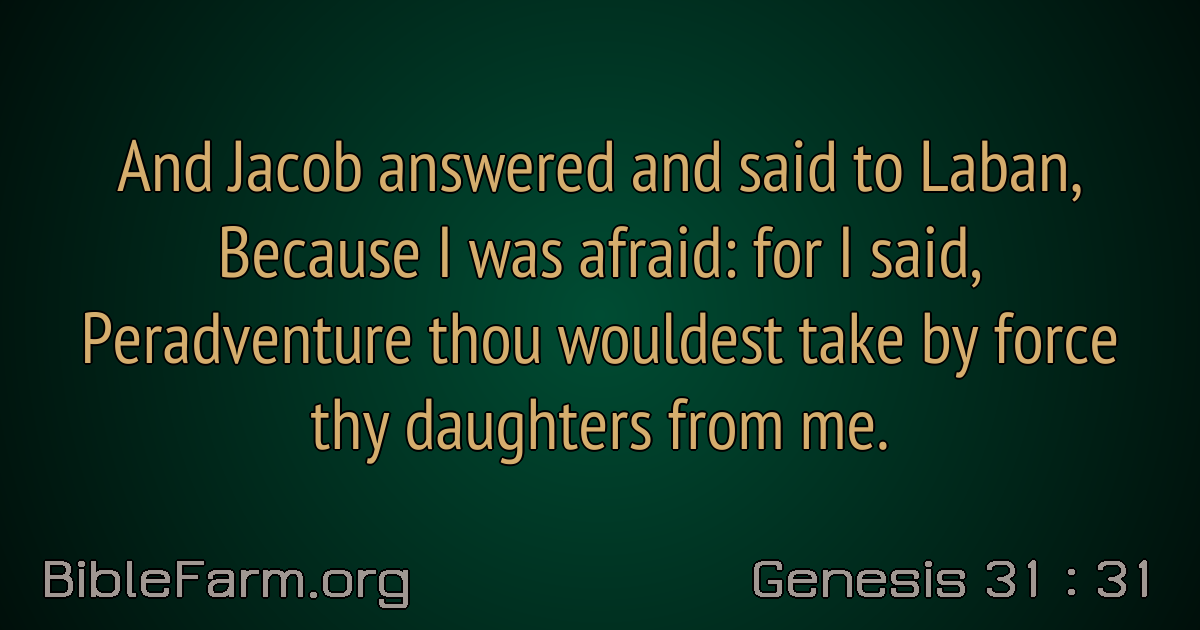 And Jacob answered and said to Laban,
Because I was afraid: for I said,
Peradventure thou wouldest take by force
thy daughters from me.
BibleFarm.org
Genesis 31 : 31